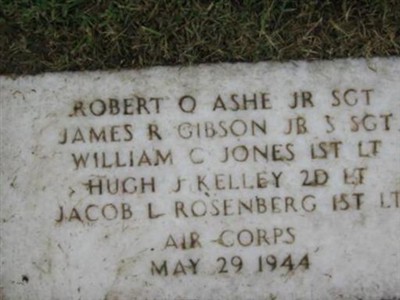 ROBERT O ASHE JR SGT
JAMES R GIBSON JR S SGT
WILLIAM C JONES 1ST LT
HUGH J KELLEY 2D LT
JACOB L ROSENBERG 1ST LT
AIR CORPS
MAY 29 1944